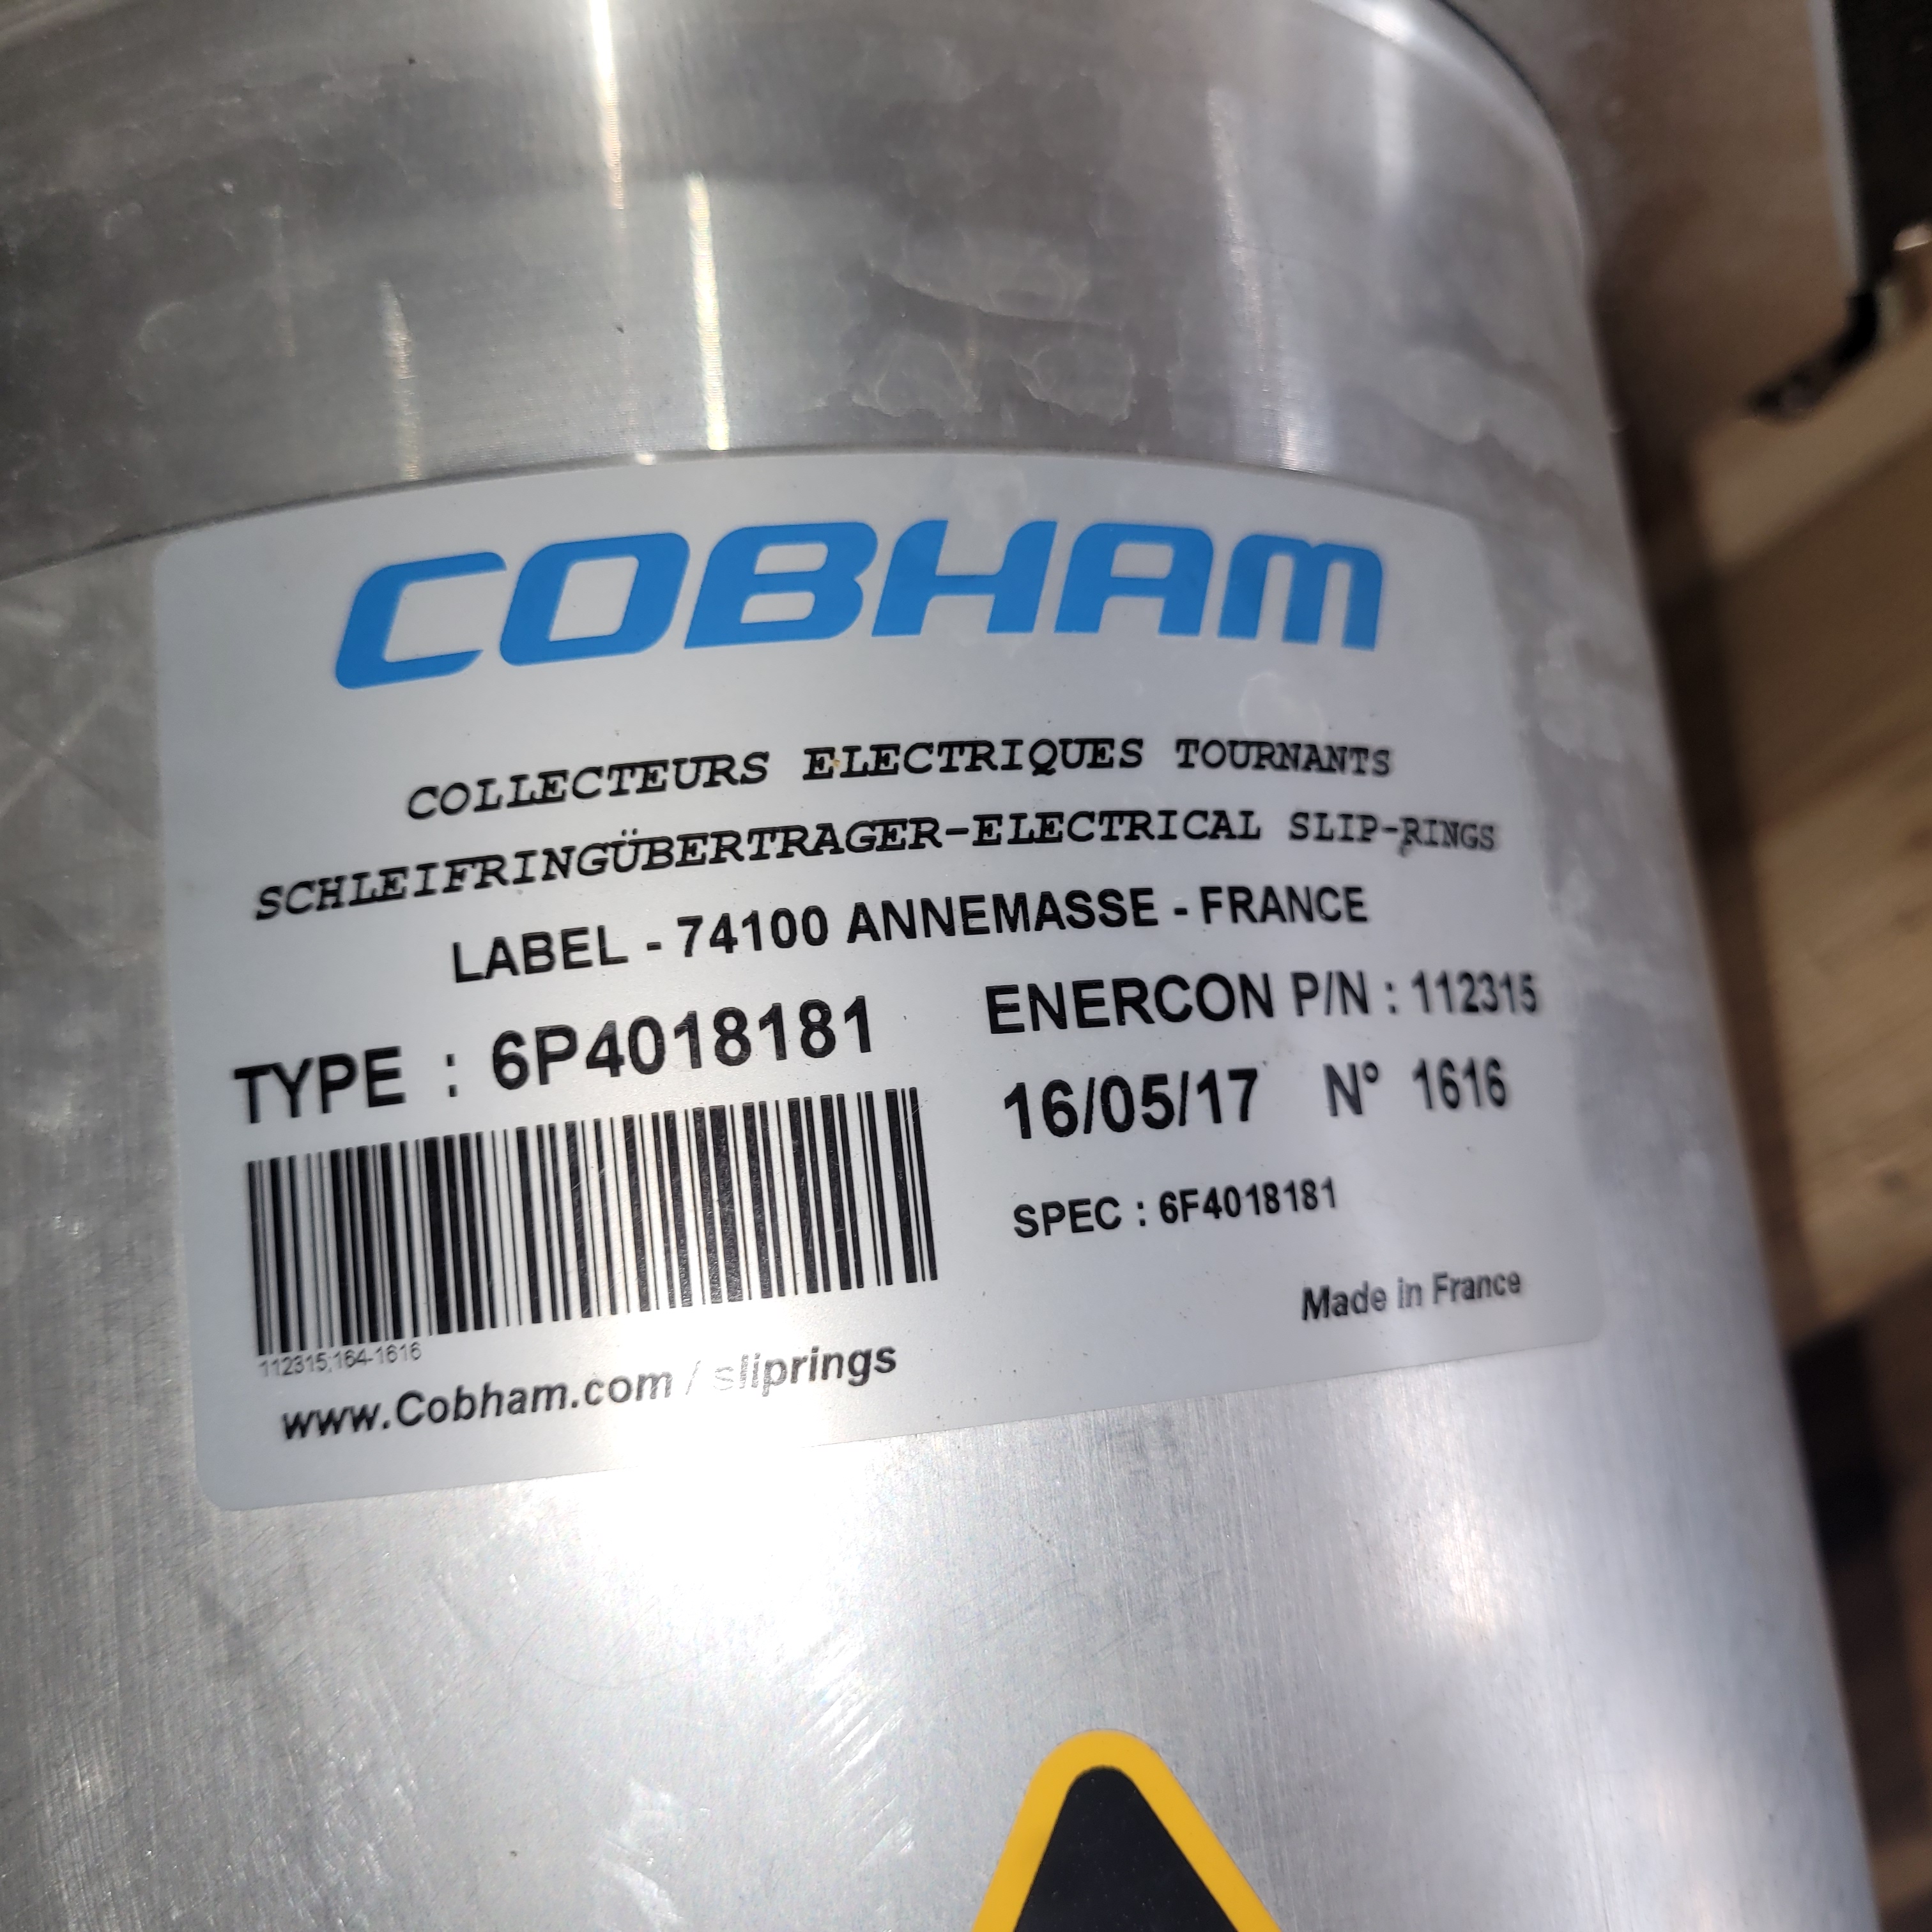 COBHAM
COLLECTEURS ELECTRIQUES TOURNANTS
SCHLEIFRINGÜBERTRAGER-ELECTRICAL SLIP-RINGS
LABEL - 74100 ANNEMASSE - FRANCE
TYPE : 6P4018181
ENERCON P/N : 112315
16/05/17 N° 1616
SPEC : 6F4018181
112315;164-1616
www.Cobham.com / sliprings
Made in France